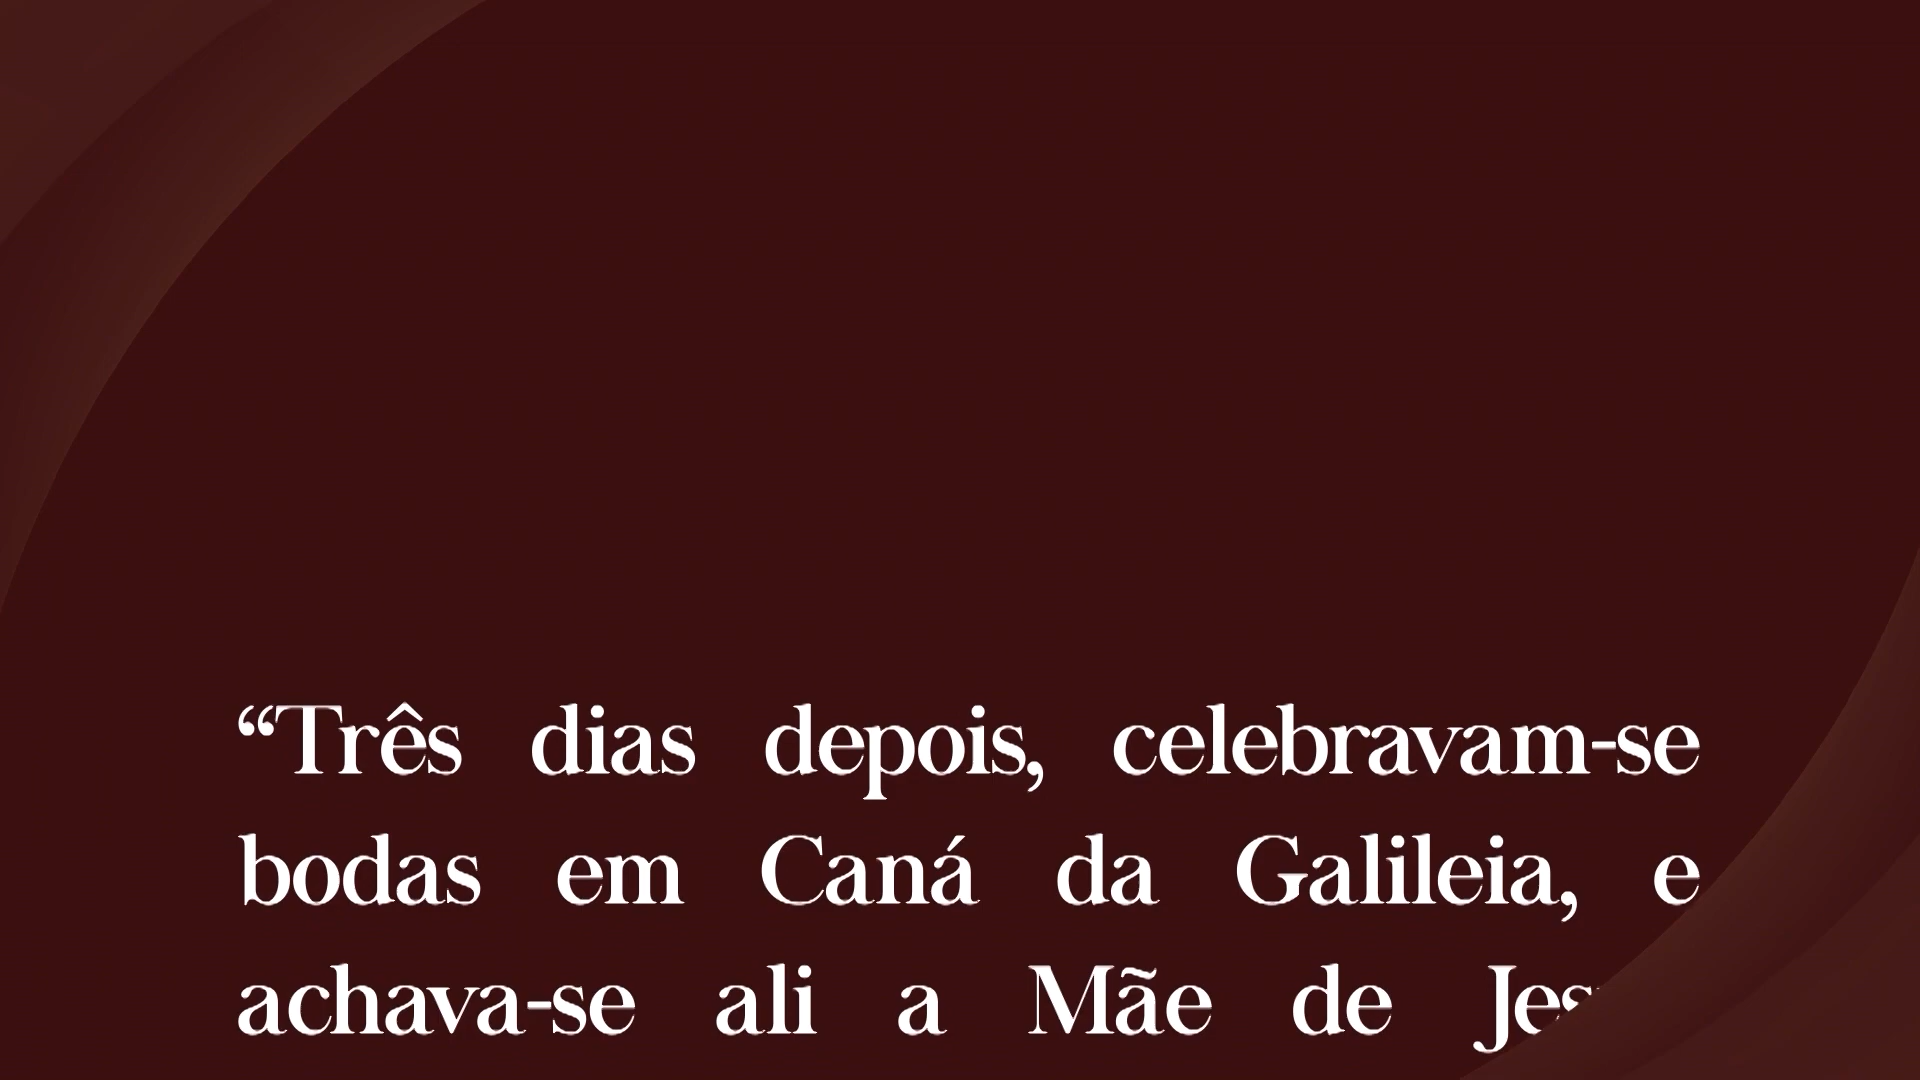 “Três dias depois, celebravam-se
bodas em Caná da Galileia, e
achava-se ali a Mãe de